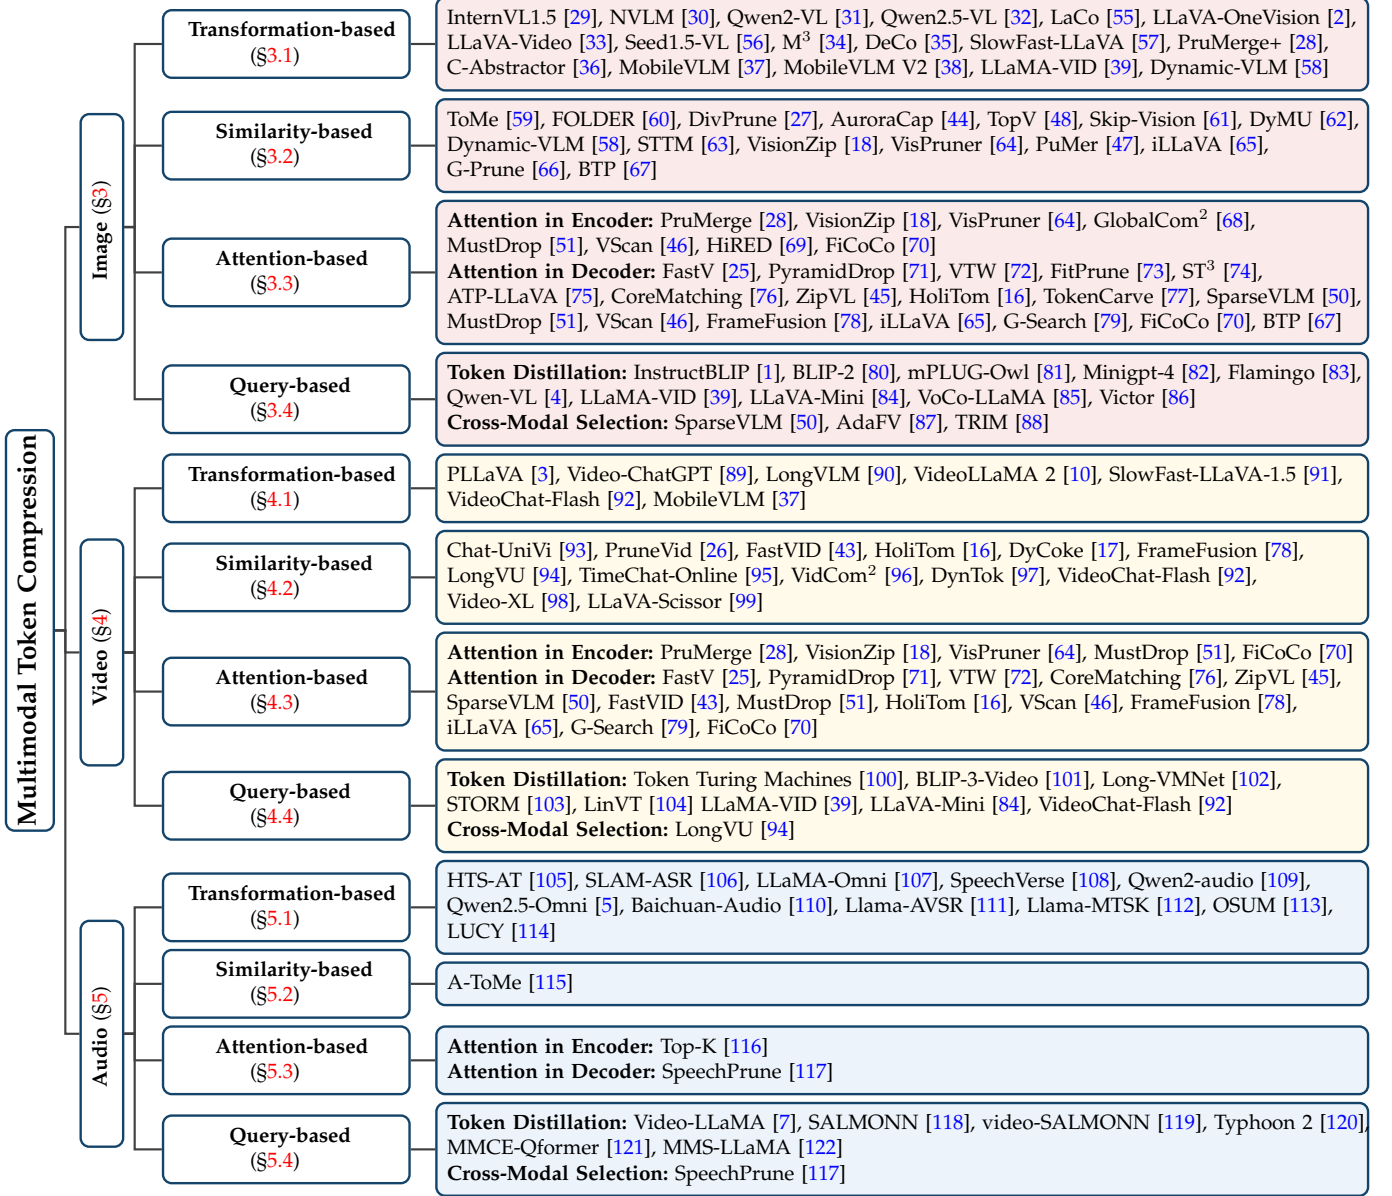 Multimodal Token Compression
Image (§3)
Transformation-based
(§3.1)
InternVL1.5 [29], NVLM [30], Qwen2-VL [31], Qwen2.5-VL [32], LaCo [55], LLaVA-OneVision [2],
LLaVA-Video [33], Seed1.5-VL [56], M³ [34], DeCo [35], SlowFast-LLaVA [57], PruMerge+ [28],
C-Abstractor [36], MobileVLM [37], MobileVLM V2 [38], LLaMA-VID [39], Dynamic-VLM [58]
Similarity-based
(§3.2)
ToMe [59], FOLDER [60], DivPrune [27], AuroraCap [44], TopV [48], Skip-Vision [61], DyMU [62],
Dynamic-VLM [58], STTM [63], VisionZip [18], VisPruner [64], PuMer [47], iLLaVA [65],
G-Prune [66], BTP [67]
Attention-based
(§3.3)
Attention in Encoder: PruMerge [28], VisionZip [18], VisPruner [64], GlobalCom² [68],
MustDrop [51], VScan [46], HiRED [69], FiCoCo [70]
Attention in Decoder: FastV [25], PyramidDrop [71], VTW [72], FitPrune [73], ST³ [74],
ATP-LLaVA [75], CoreMatching [76], ZipVL [45], HoliTom [16], TokenCarve [77], SparseVLM [50],
MustDrop [51], VScan [46], FrameFusion [78], iLLaVA [65], G-Search [79], FiCoCo [70], BTP [67]
Query-based
(§3.4)
Token Distillation: InstructBLIP [1], BLIP-2 [80], mPLUG-Owl [81], Minigpt-4 [82], Flamingo [83],
Qwen-VL [4], LLaMA-VID [39], LLaVA-Mini [84], VoCo-LLaMA [85], Victor [86]
Cross-Modal Selection: SparseVLM [50], AdaFV [87], TRIM [88]
Video (§4)
Transformation-based
(§4.1)
PLLaVA [3], Video-ChatGPT [89], LongVLM [90], VideoLLaMA 2 [10], SlowFast-LLaVA-1.5 [91],
VideoChat-Flash [92], MobileVLM [37]
Similarity-based
(§4.2)
Chat-UniVi [93], PruneVid [26], FastVID [43], HoliTom [16], DyCoke [17], FrameFusion [78],
LongVU [94], TimeChat-Online [95], VidCom² [96], DynTok [97], VideoChat-Flash [92],
Video-XL [98], LLaVA-Scissor [99]
Attention-based
(§4.3)
Attention in Encoder: PruMerge [28], VisionZip [18], VisPruner [64], MustDrop [51], FiCoCo [70]
Attention in Decoder: FastV [25], PyramidDrop [71], VTW [72], CoreMatching [76], ZipVL [45],
SparseVLM [50], FastVID [43], MustDrop [51], HoliTom [16], VScan [46], FrameFusion [78],
iLLaVA [65], G-Search [79], FiCoCo [70]
Query-based
(§4.4)
Token Distillation: Token Turing Machines [100], BLIP-3-Video [101], Long-VMNet [102],
STORM [103], LinVT [104] LLaMA-VID [39], LLaVA-Mini [84], VideoChat-Flash [92]
Cross-Modal Selection: LongVU [94]
Audio (§5)
Transformation-based
(§5.1)
HTS-AT [105], SLAM-ASR [106], LLaMA-Omni [107], SpeechVerse [108], Qwen2-audio [109],
Qwen2.5-Omni [5], Baichuan-Audio [110], Llama-AVSR [111], Llama-MTSK [112], OSUM [113],
LUCY [114]
Similarity-based
(§5.2)
A-ToMe [115]
Attention-based
(§5.3)
Attention in Encoder: Top-K [116]
Attention in Decoder: SpeechPrune [117]
Query-based
(§5.4)
Token Distillation: Video-LLaMA [7], SALMONN [118], video-SALMONN [119], Typhoon 2 [120],
MMCE-Qformer [121], MMS-LLaMA [122]
Cross-Modal Selection: SpeechPrune [117]